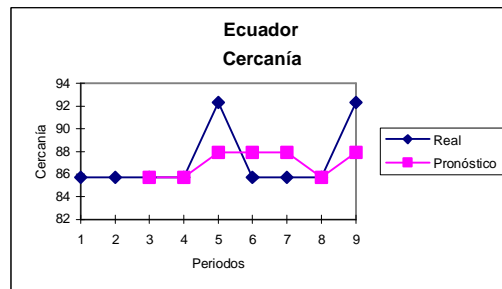 Ecuador
Cercanía
94
92
90
88
86
84
82
Cercanía
1 2 3 4 5 6 7 8 9
Periodos
Real
Pronóstico